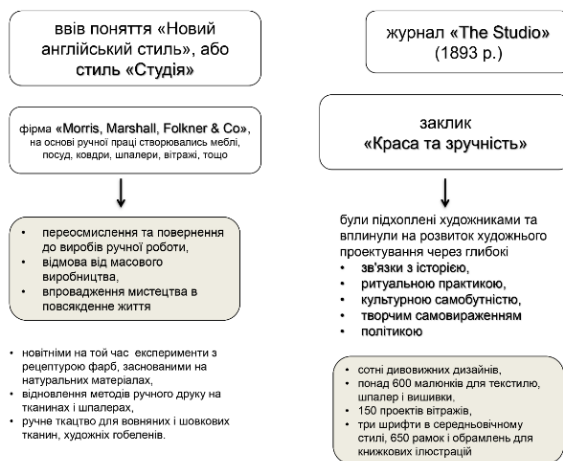 ввів поняття «Новий
англійський стиль», або
стиль «Студія»
фірма «Morris, Marshall, Folkner & Co»,
на основі ручної праці створювались меблі,
посуд, ковдри, шпалери, вітражі, тощо
• переосмислення та повернення
до виробів ручної роботи,
• відмова від масового
виробництва,
• впровадження мистецтва в
повсякденне життя
• новітніми на той час експерименти з
рецептурою фарб, заснованими на
натуральних матеріалах,
• відновлення методів ручного друку на
тканинах і шпалерах,
• ручне ткацтво для вовняних і шовкових
тканин, художніх гобеленів.
журнал «The Studio»
(1893 р.)
заклик
«Краса та зручність»
були підхоплені художниками та
вплинули на розвиток художнього
проектування через глибокі
• зв'язки з історією,
• ритуальною практикою,
• культурною самобутністю,
• творчим самовираженням
• політикою
• сотні дивовижних дизайнів,
• понад 600 малюнків для текстилю,
шпалер і вишивки,
• 150 проектів вітражів,
• три шрифти в середньовічному
стилі, 650 рамок і обрамлень для
книжкових ілюстрацій